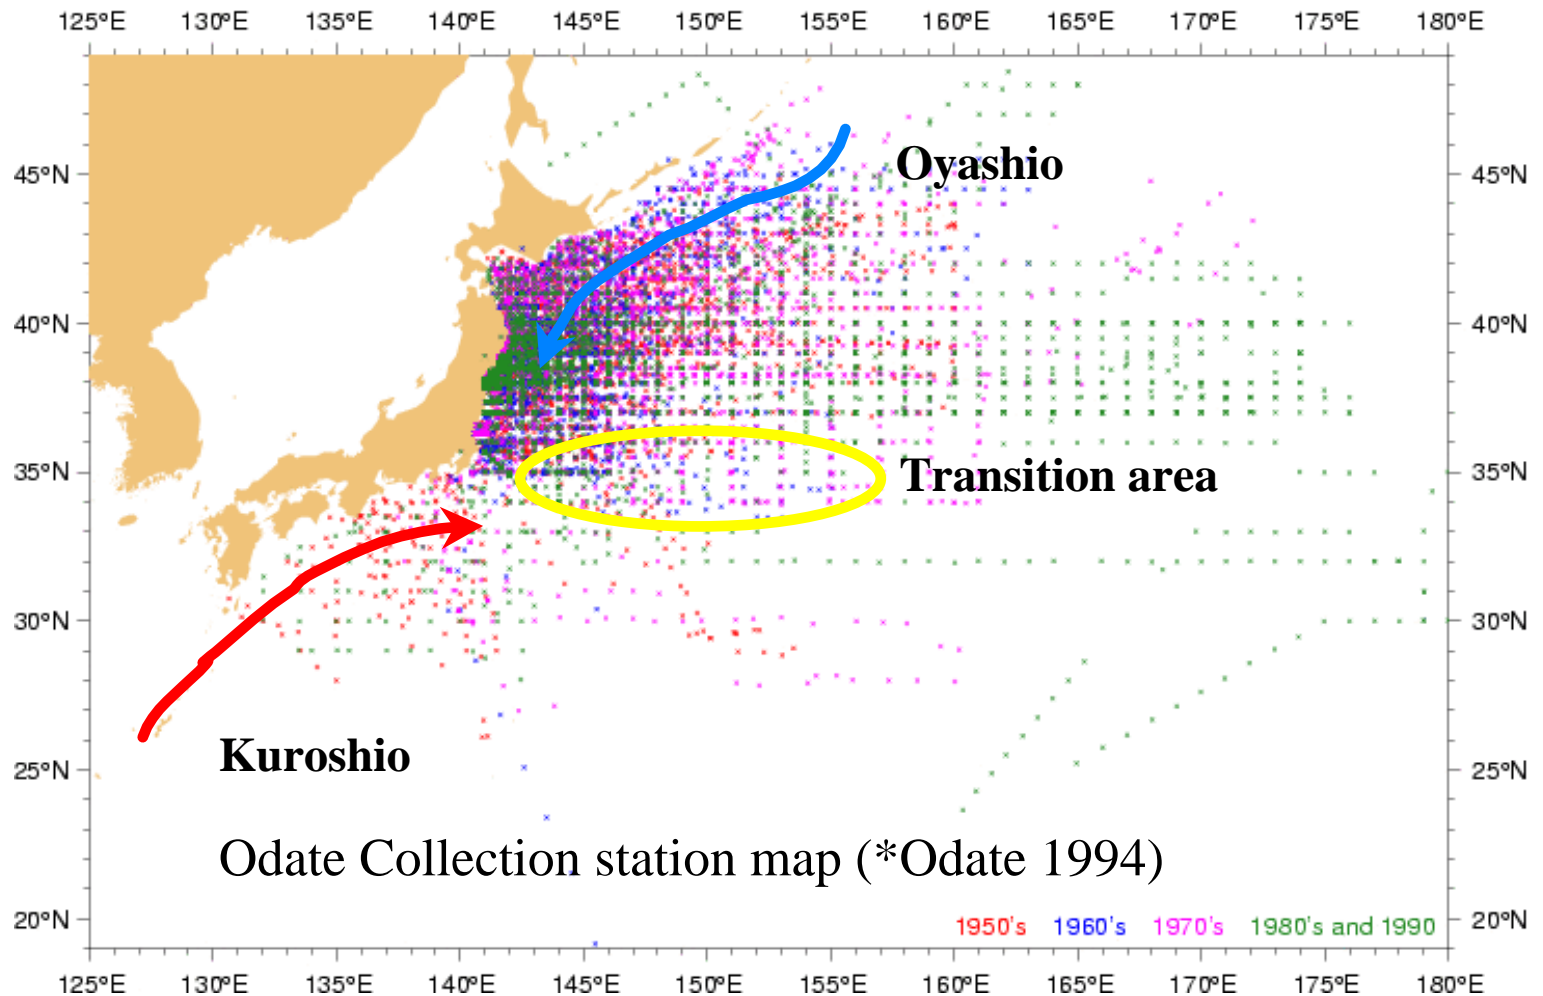 125°E 130°E 135°E 140°E 145°E 150°E 155°E 160°E 165°E 170°E 175°E 180°E
45°N Oyashio 45°N
40°N 40°N
35°N Transition area 35°N
30°N 30°N
Kuroshio
25°N 25°N
Odate Collection station map (*Odate 1994)
20°N 1950's 1960's 1970's 1980's and 1990 20°N
125°E 130°E 135°E 140°E 145°E 150°E 155°E 160°E 165°E 170°E 175°E 180°E